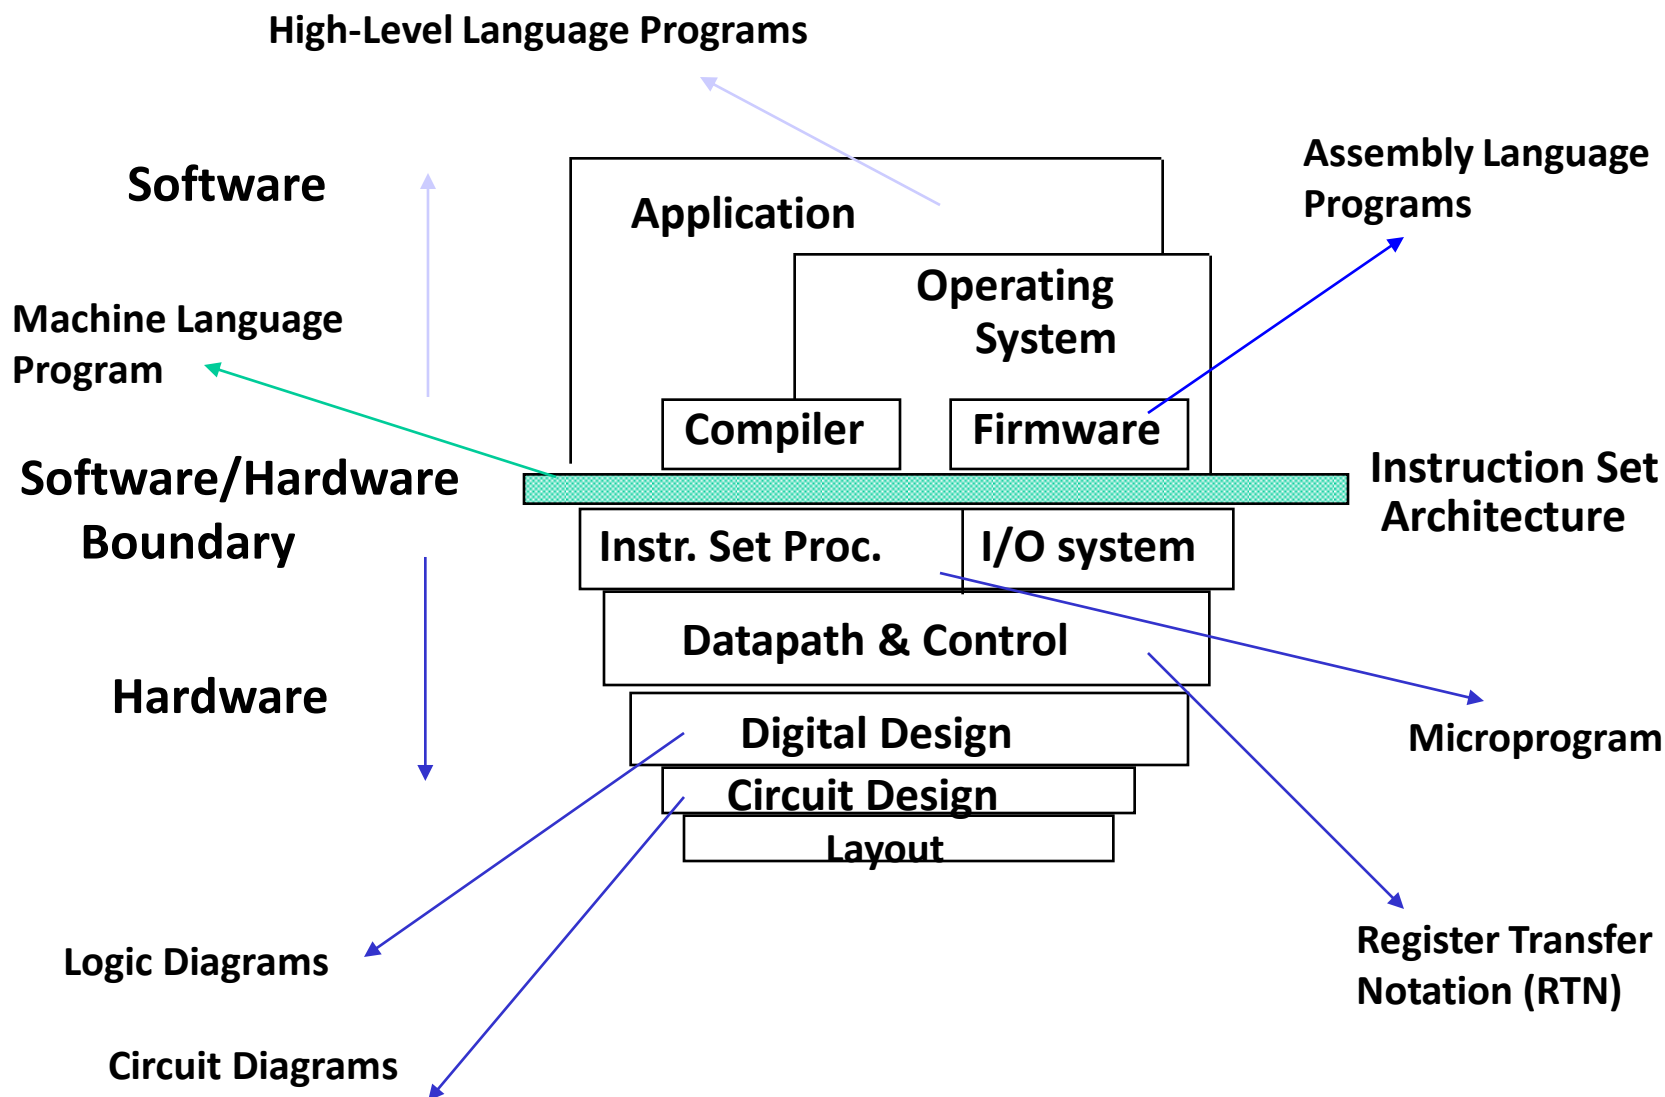 High-Level Language Programs
Assembly Language
Programs
Software
Application
Operating
System
Machine Language
Program
Compiler
Firmware
Software/Hardware
Boundary
Instruction Set
Architecture
Instr. Set Proc.
I/O system
Datapath & Control
Hardware
Digital Design
Microprogram
Circuit Design
Layout
Logic Diagrams
Register Transfer
Notation (RTN)
Circuit Diagrams